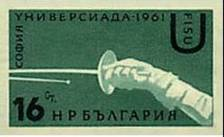 УНИВЕРСИАДА·1961
СОФИЯ
U
FISU
16 Ст.
НР БЪЛГАРИЯ